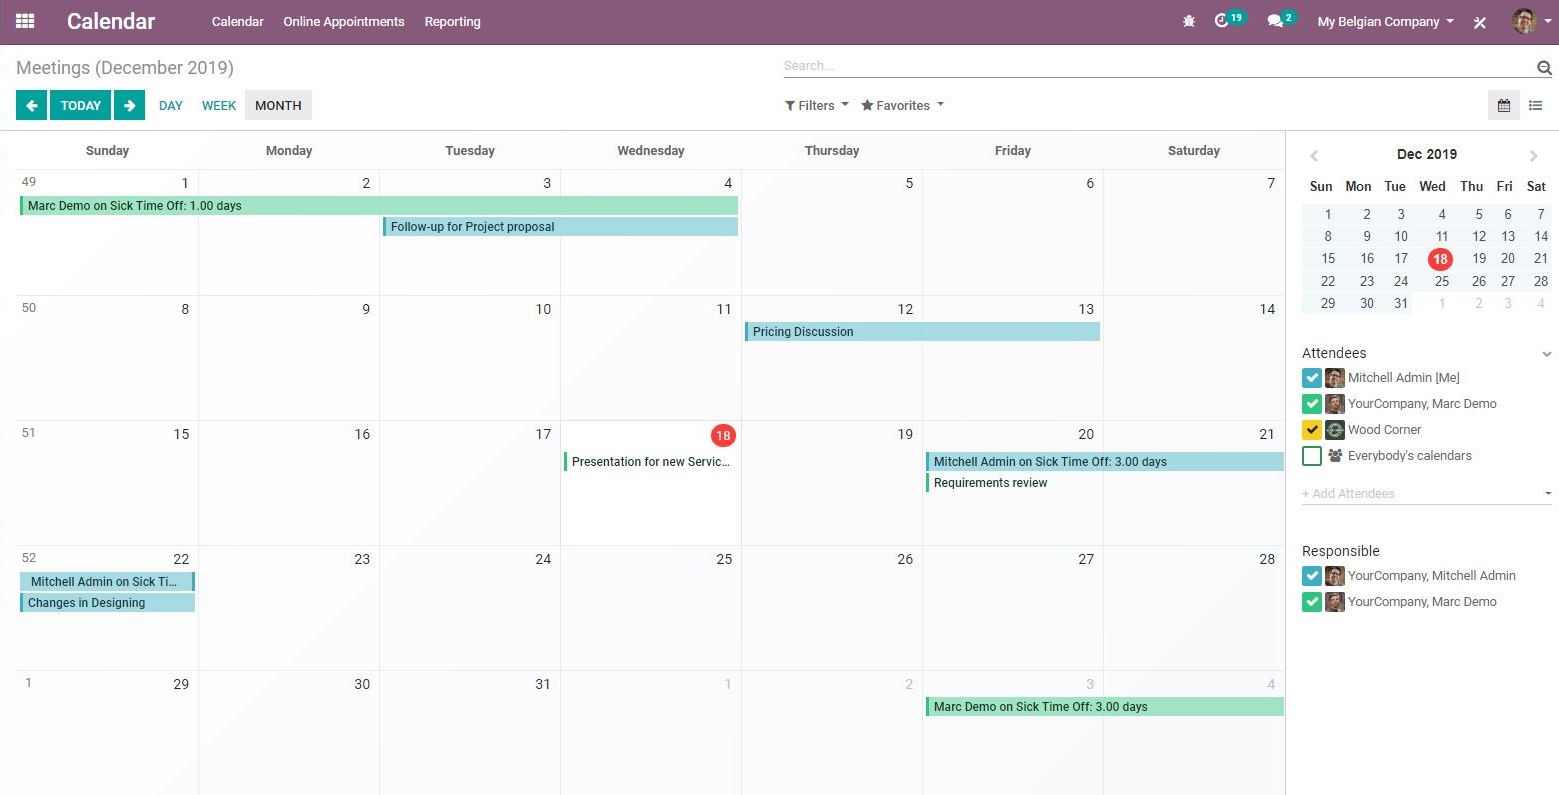 Calendar
Calendar Online Appointments Reporting
19 2 My Belgian Company
Meetings (December 2019)
Search...
TODAY DAY WEEK MONTH
Filters Favorites
Sunday Monday Tuesday Wednesday Thursday Friday Saturday
49 1 2 3 4 5 6 7
Marc Demo on Sick Time Off: 1.00 days
Follow-up for Project proposal
50 8 9 10 11 12 13 14
Pricing Discussion
51 15 16 17 18 19 20 21
Presentation for new Servic...
Mitchell Admin on Sick Time Off: 3.00 days
Requirements review
52 22 23 24 25 26 27 28
Mitchell Admin on Sick Ti...
Changes in Designing
1 29 30 31 1 2 3 4
Marc Demo on Sick Time Off: 3.00 days
Dec 2019
Sun Mon Tue Wed Thu Fri Sat
1 2 3 4 5 6 7
8 9 10 11 12 13 14
15 16 17 18 19 20 21
22 23 24 25 26 27 28
29 30 31 1 2 3 4
Attendees
Mitchell Admin [Me]
YourCompany, Marc Demo
Wood Corner
Everybody's calendars
+ Add Attendees
Responsible
YourCompany, Mitchell Admin
YourCompany, Marc Demo